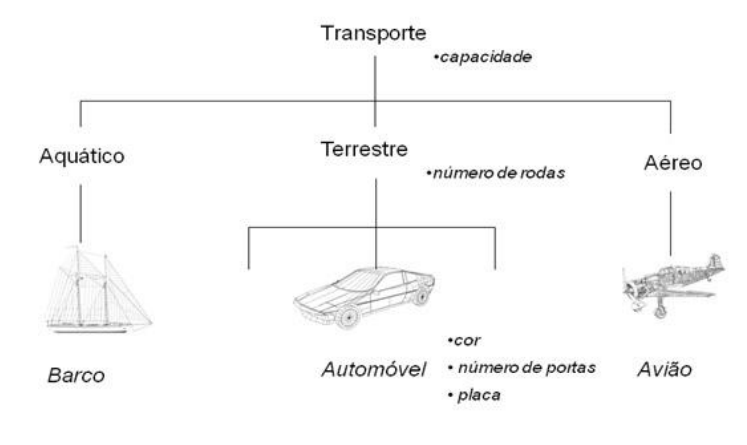 Transporte
•capacidade
Aquático
Terrestre
Aéreo
•número de rodas
•cor
Barco
Automóvel
• número de portas
Avião
• placa